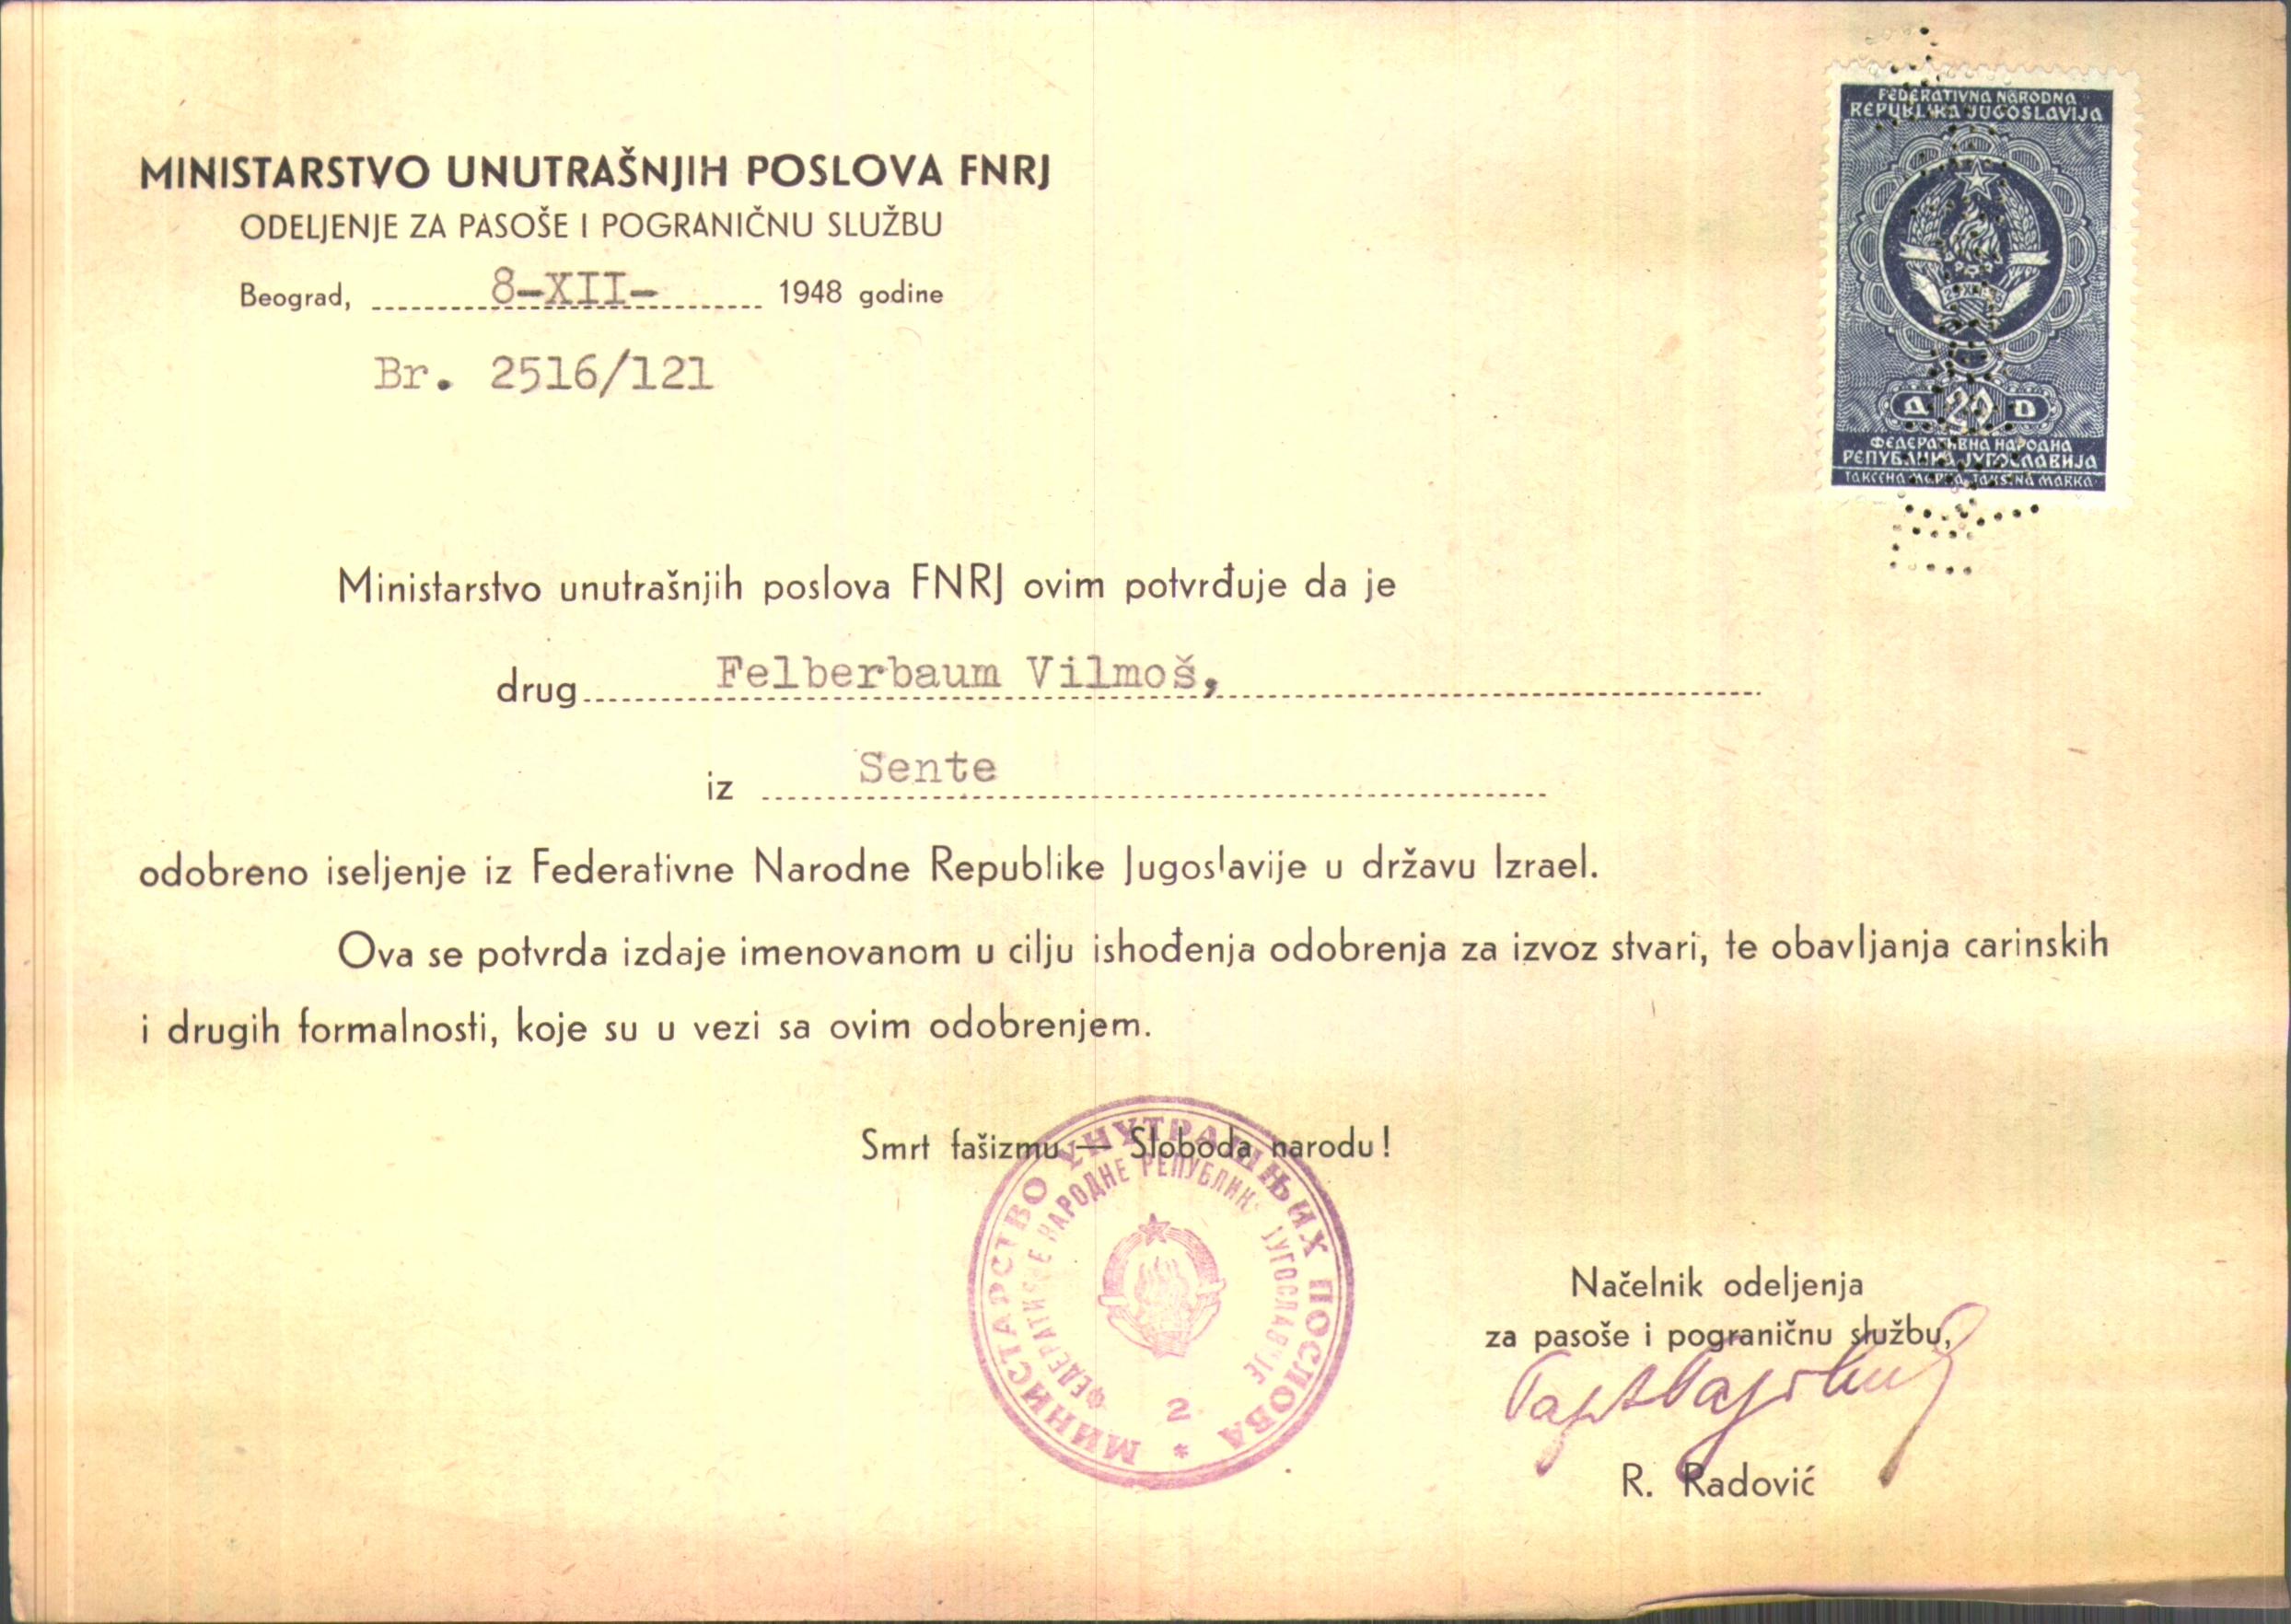 FEDERATIVNA NARODNA
REPUBLIKA JUGOSLAVIJA
Д 20 D
ФЕДЕРАТИВНА НАРОДНА
РЕПУБЛИКА ЈУГОСЛАВИЈА
ТАКСЕНА МАРКА TAKSENA MARKA
MINISTARSTVO UNUTRAŠNJIH POSLOVA FNRJ
ODELJENJE ZA PASOŠE I POGRANIČNU SLUŽBU
Beograd, 8-XII- 1948 godine
Br. 2516/121
Ministarstvo unutrašnjih poslova FNRJ ovim potvrđuje da je
drug Felberbaum Vilmoš,
iz Sente
odobreno iseljenje iz Federativne Narodne Republike Jugoslavije u državu Izrael.
Ova se potvrda izdaje imenovanom u cilju ishođenja odobrenja za izvoz stvari, te obavljanja carinskih
i drugih formalnosti, koje su u vezi sa ovim odobrenjem.
Smrt fašizmu — Sloboda narodu!
МИНИСТАРСТВО УНУТРАШЊИХ ПОСЛОВА
ФЕДЕРАТИВНЕ НАРОДНЕ РЕПУБЛИКЕ ЈУГОСЛАВИЈЕ
2
*
Načelnik odeljenja
za pasoše i pograničnu službu,
R. Radović